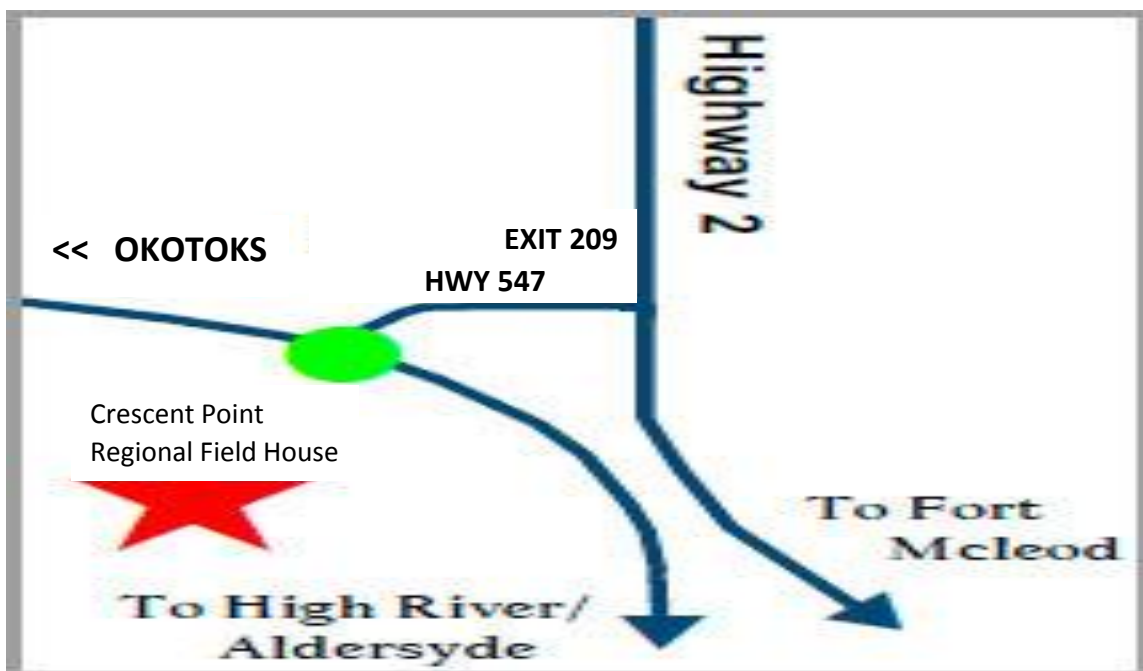 Highway 2
<< OKOTOKS
EXIT 209
HWY 547
Crescent Point
Regional Field House
To Fort
Mcleod
To High River/
Aldersyde